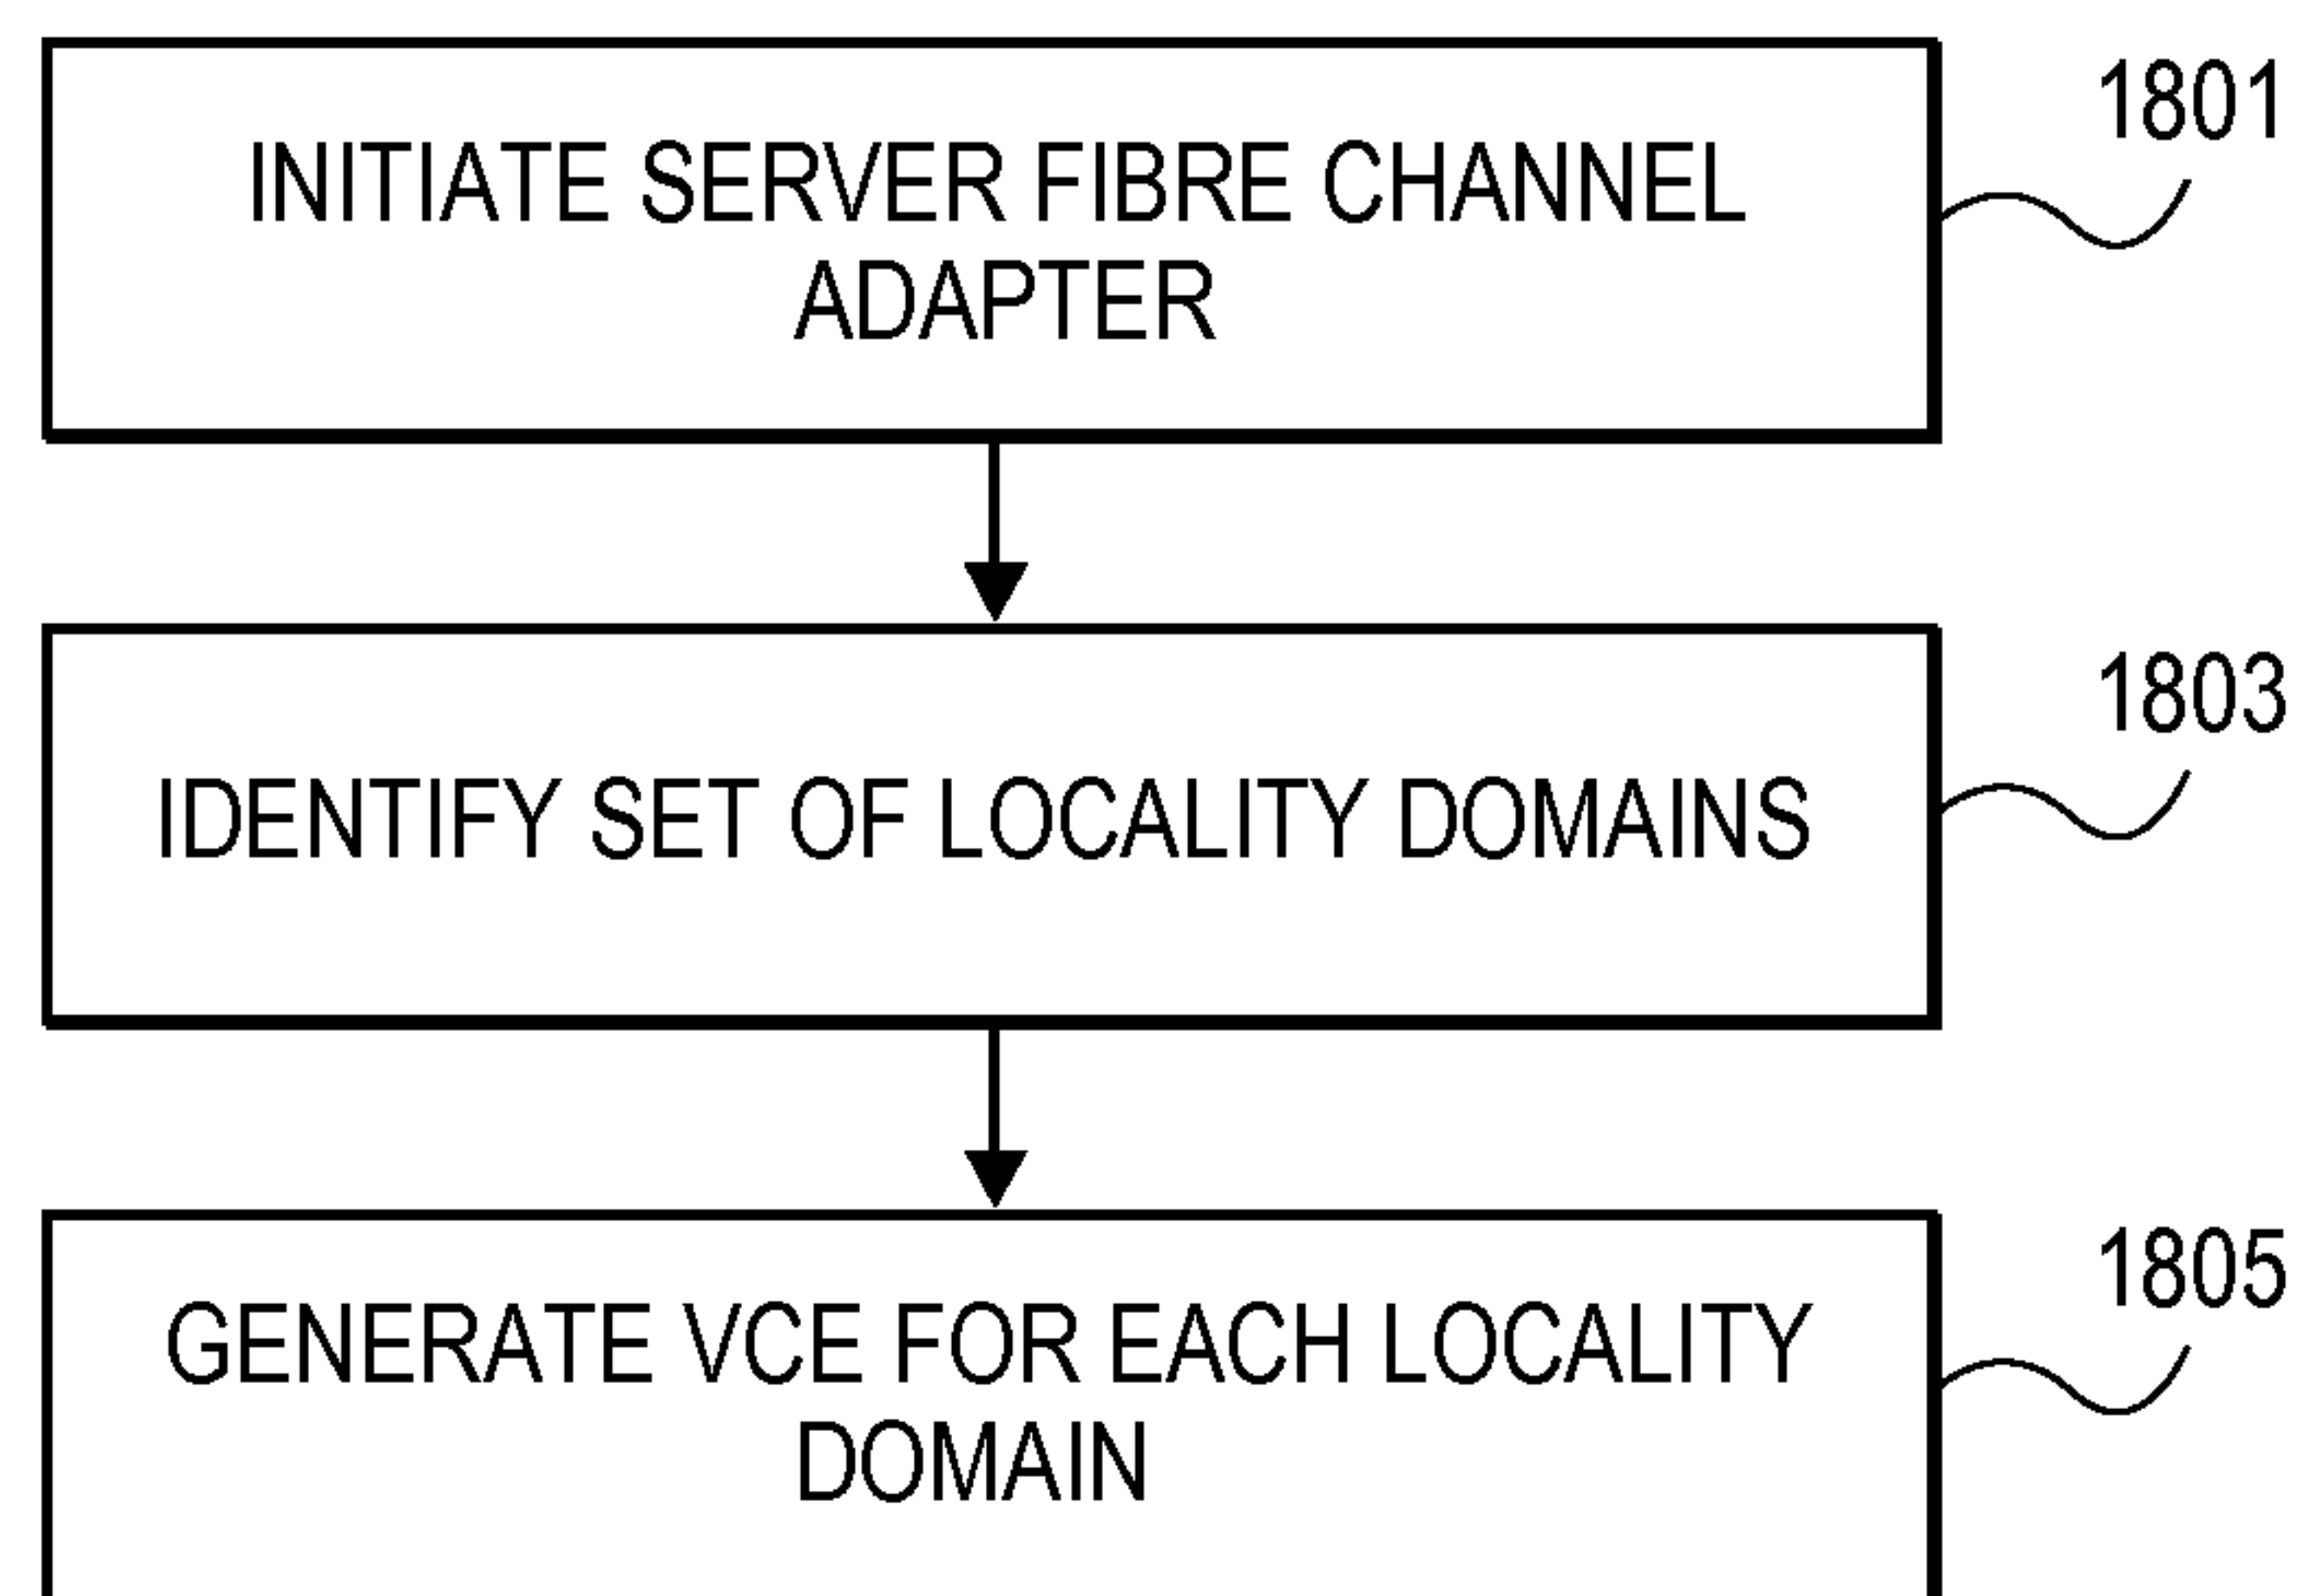 1801
INITIATE SERVER FIBRE CHANNEL
ADAPTER
1803
IDENTIFY SET OF LOCALITY DOMAINS
1805
GENERATE VCE FOR EACH LOCALITY
DOMAIN